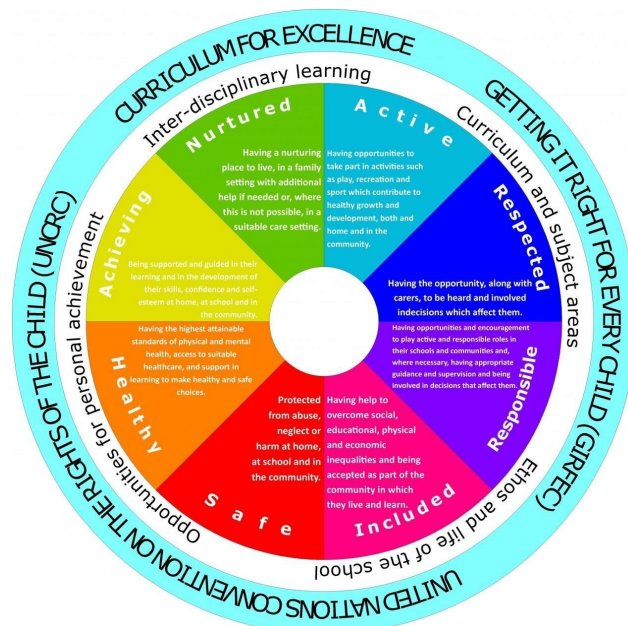 CURRICULUM FOR EXCELLENCE
GETTING IT RIGHT FOR EVERY CHILD (GIRFEC)
UNITED NATIONS CONVENTION ON THE RIGHTS OF THE CHILD (UNCRC)
Inter-disciplinary learning
Curriculum and subject areas
Ethos and life of the school
Opportunities for personal achievement
Nurtured
Having a nurturing
place to live, in a family
setting with additional
help if needed or, where
this is not possible, in a
suitable care setting.
Active
Having opportunities to
take part in activities such
as play, recreation and
sport which contribute to
healthy growth and
development, both and
home and in the
community.
Respected
Having the opportunity, along with
carers, to be heard and involved
indecisions which affect them.
Responsible
Having opportunities and encouragement
to play active and responsible roles in
their schools and communities and,
where necessary, having appropriate
guidance and supervision and being
involved in decisions that affect them.
Included
Having help to
overcome social,
educational, physical
and economic
inequalities and being
accepted as part of the
community in which
they live and learn.
Safe
Protected
from abuse,
neglect or
harm at home,
at school and in
the community.
Healthy
Having the highest attainable
standards of physical and mental
health, access to suitable
healthcare, and support in
learning to make healthy and safe
choices.
Achieving
Being supported and guided in their
learning and in the development of
their skills, confidence and self-
esteem at home, at school and in
the community.